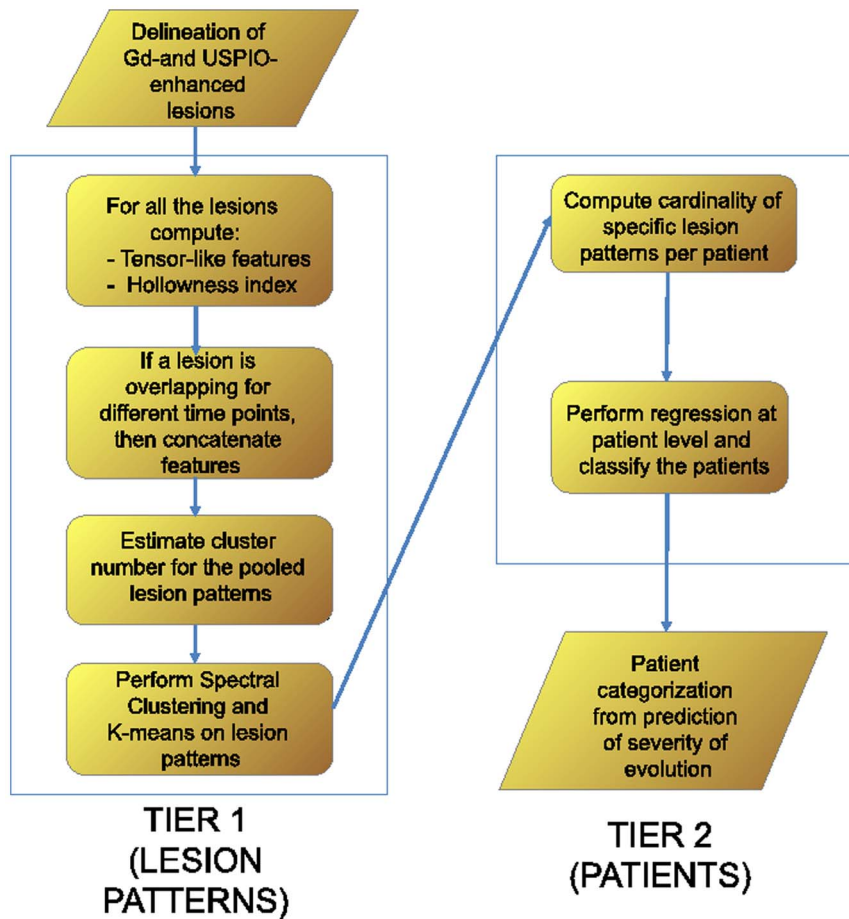 Delineation of
Gd-and USPIO-
enhanced
lesions
For all the lesions
compute:
- Tensor-like features
- Hollowness index
If a lesion is
overlapping for
different time points,
then concatenate
features
Estimate cluster
number for the pooled
lesion patterns
Perform Spectral
Clustering and
K-means on lesion
patterns
TIER 1
(LESION
PATTERNS)
Compute cardinality of
specific lesion
patterns per patient
Perform regression at
patient level and
classify the patients
Patient
categorization
from prediction
of severity of
evolution
TIER 2
(PATIENTS)